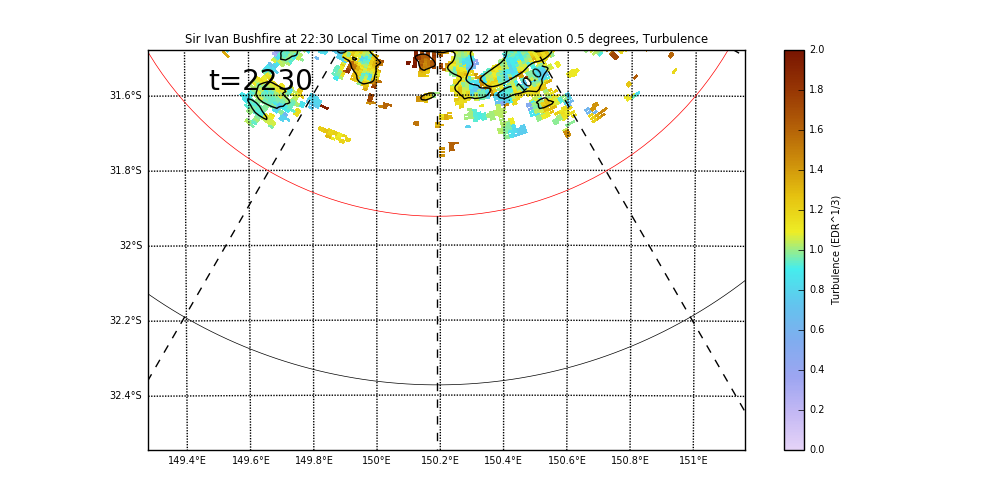 Sir Ivan Bushfire at 22:30 Local Time on 2017 02 12 at elevation 0.5 degrees, Turbulence
t=2230
10.0
31.6°S
31.8°S
32°S
32.2°S
32.4°S
149.4°E 149.6°E 149.8°E 150°E 150.2°E 150.4°E 150.6°E 150.8°E 151°E
2.0
1.8
1.6
1.4
1.2
1.0
0.8
0.6
0.4
0.2
0.0
Turbulence (EDR^1/3)